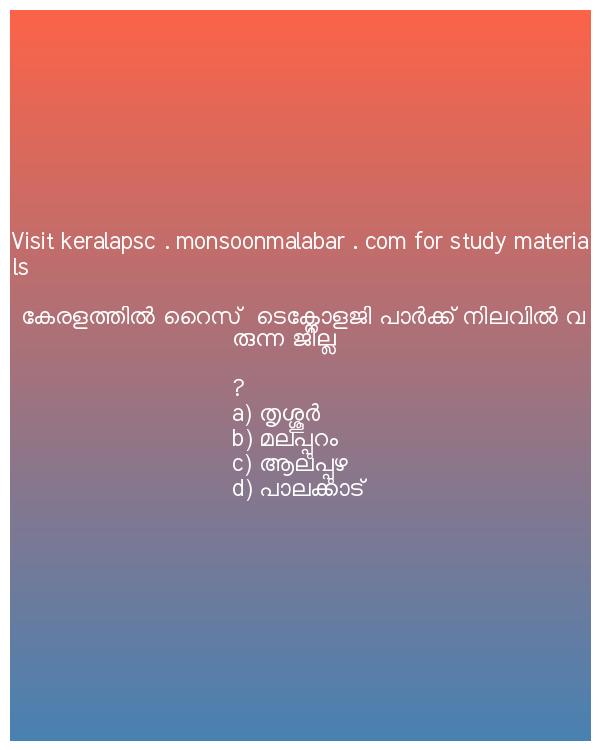 Visit keralapsc . monsoonmalabar . com for study materia
ls
കേരളത്തിൽ റൈസ് ടെക്നോളജി പാർക്ക് നിലവിൽ വ
രുന്ന ജില്ല
?
a) തൃശ്ശൂർ
b) മലപ്പുറം
c) ആലപ്പുഴ
d) പാലക്കാട്